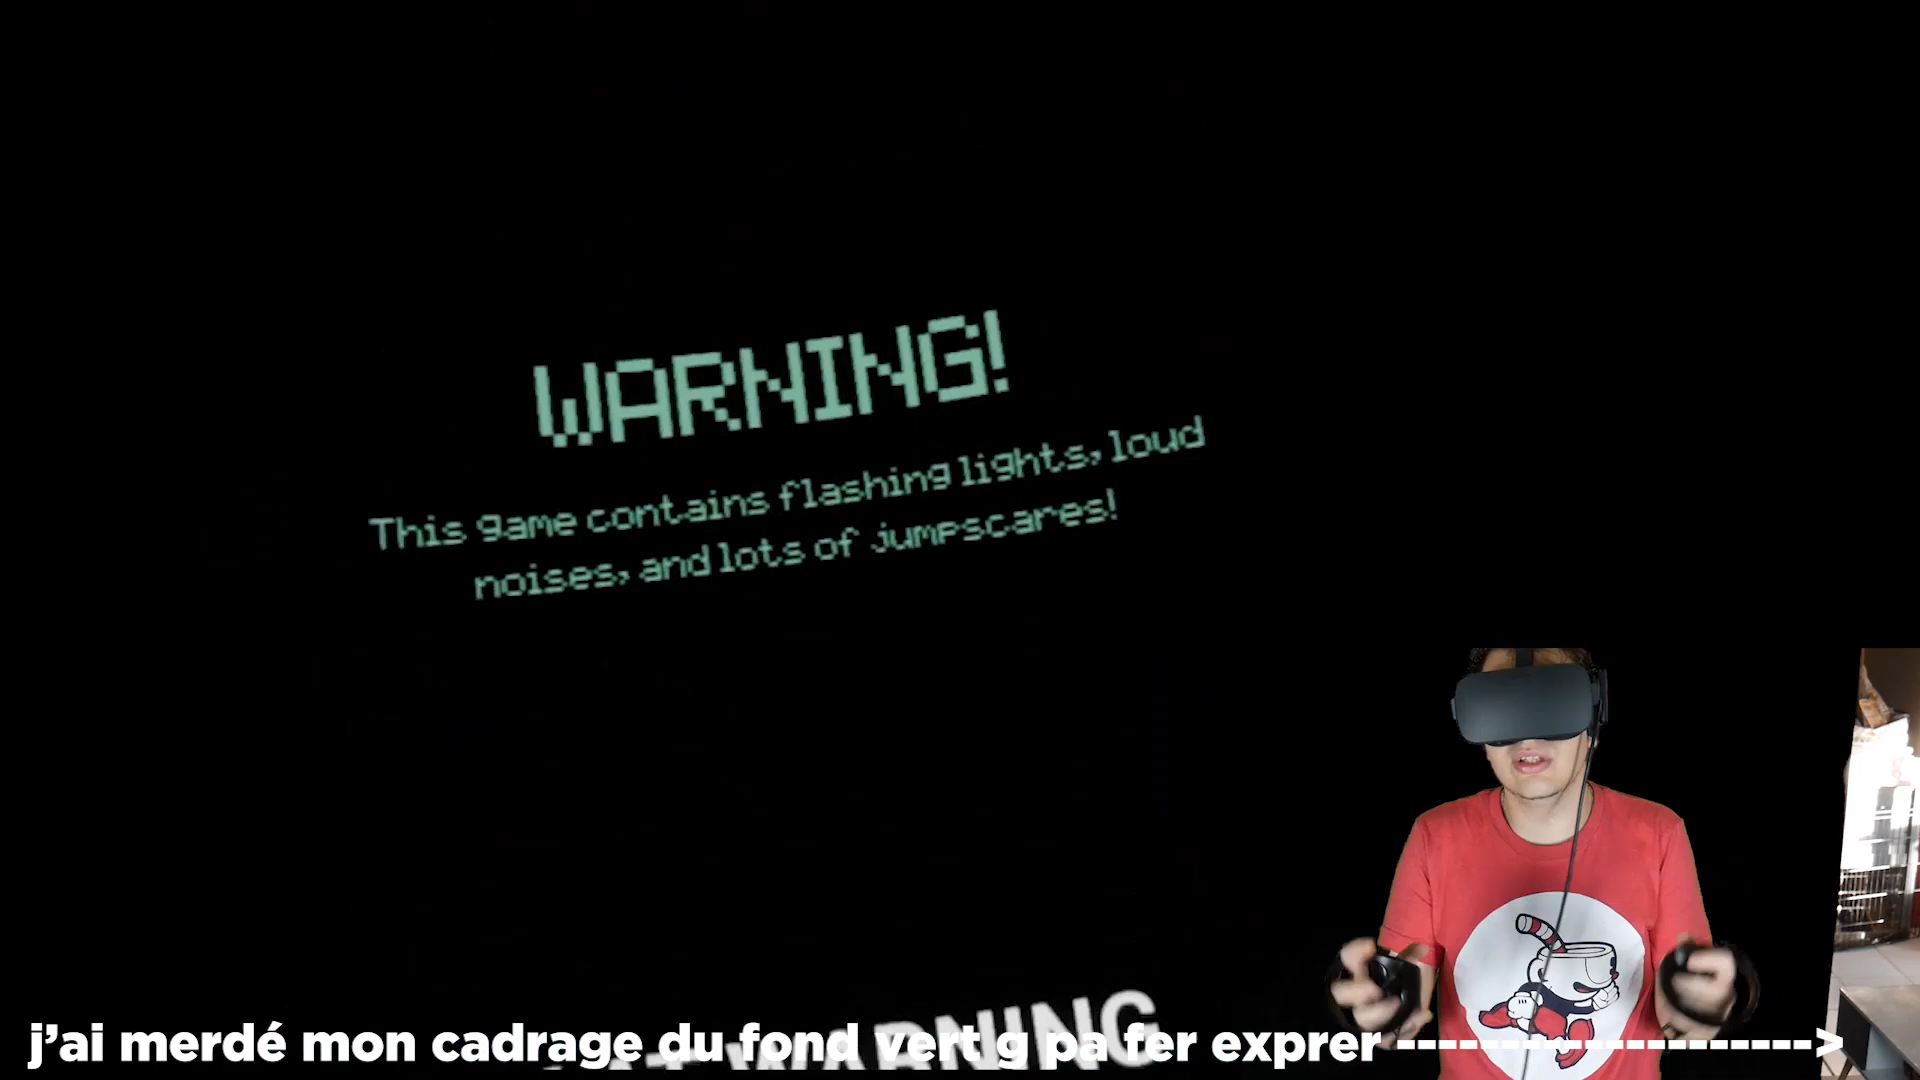 WARNING!
This game contains flashing lights, loud
noises, and lots of jumpscares!
WARNING
j’ai merdé mon cadrage du fond vert g pa fer exprer --------------------->